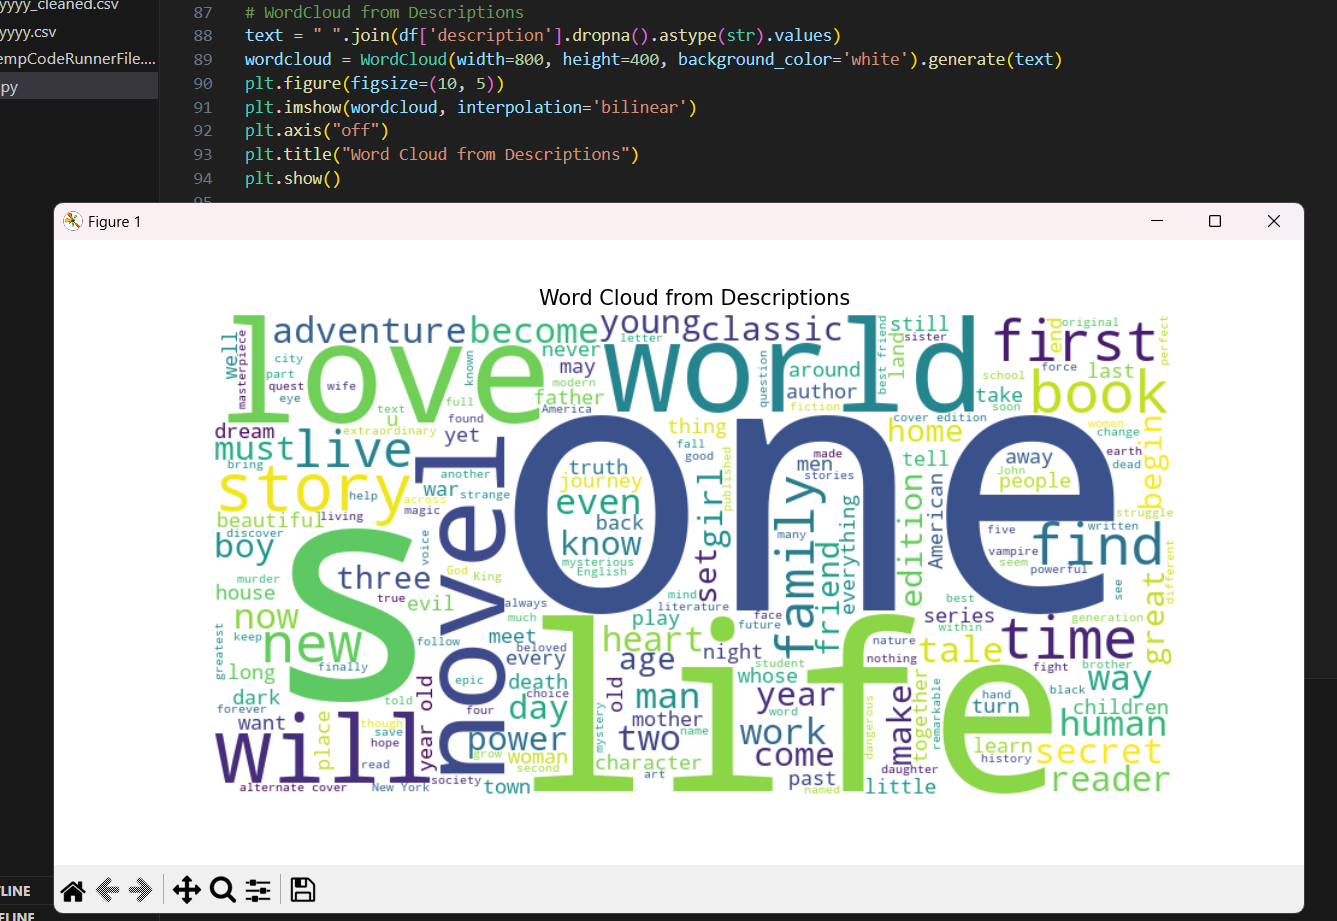 yyyy_cleaned.csv
yyyy.csv
empCodeRunnerFile....
py
87 # WordCloud from Descriptions
88 text = " ".join(df['description'].dropna().astype(str).values)
89 wordcloud = WordCloud(width=800, height=400, background_color='white').generate(text)
90 plt.figure(figsize=(10, 5))
91 plt.imshow(wordcloud, interpolation='bilinear')
92 plt.axis("off")
93 plt.title("Word Cloud from Descriptions")
94 plt.show()
95
Figure 1
Word Cloud from Descriptions
love
adventure
become
young
classic
still
sister
world
first
end
original
perfect
well
masterpiece
city
part
quest
eye
wife
known
never
letter
may
modern
father
full
America
text
u
found
extraordinary
question
around
author
fiction
best friend
land
school
force
last
take
soon
book
cover edition
women
change
dream
must
bring
live
yet
another
thing
fall
good
home
tell
away
John
people
earth
dead
begin
story
help
across
magic
war
strange
truth
journey
even
back
know
mysterious
English
published
girl
set
one
made
men
stories
many
family
everything
friend
edition
American
struggle
five
written
vampire
seem
powerful
find
different
beautiful
living
discover
boy
s
voice
novel
murder
house
three
true
evil
God
King
always
much
mind
literature
face
future
play
best
series
within
see
generation
great
greatest
now
keep
new
finally
follow
meet
beloved
every
heart
age
night
student
whose
nature
nothing
tale
time
fight
brother
way
long
dark
forever
told
old
epic
death
choice
four
day
old
man
mother
name
year
word
life
dangerous
make
together
remarkable
hand
turn
black
children
human
want
will
place
though
save
hope
read
year old
power
grow
woman
second
mystery
two
character
art
work
come
past
named
daughter
little
learn
history
secret
reader
alternate cover
New York
society
town
TLINE
ELINE